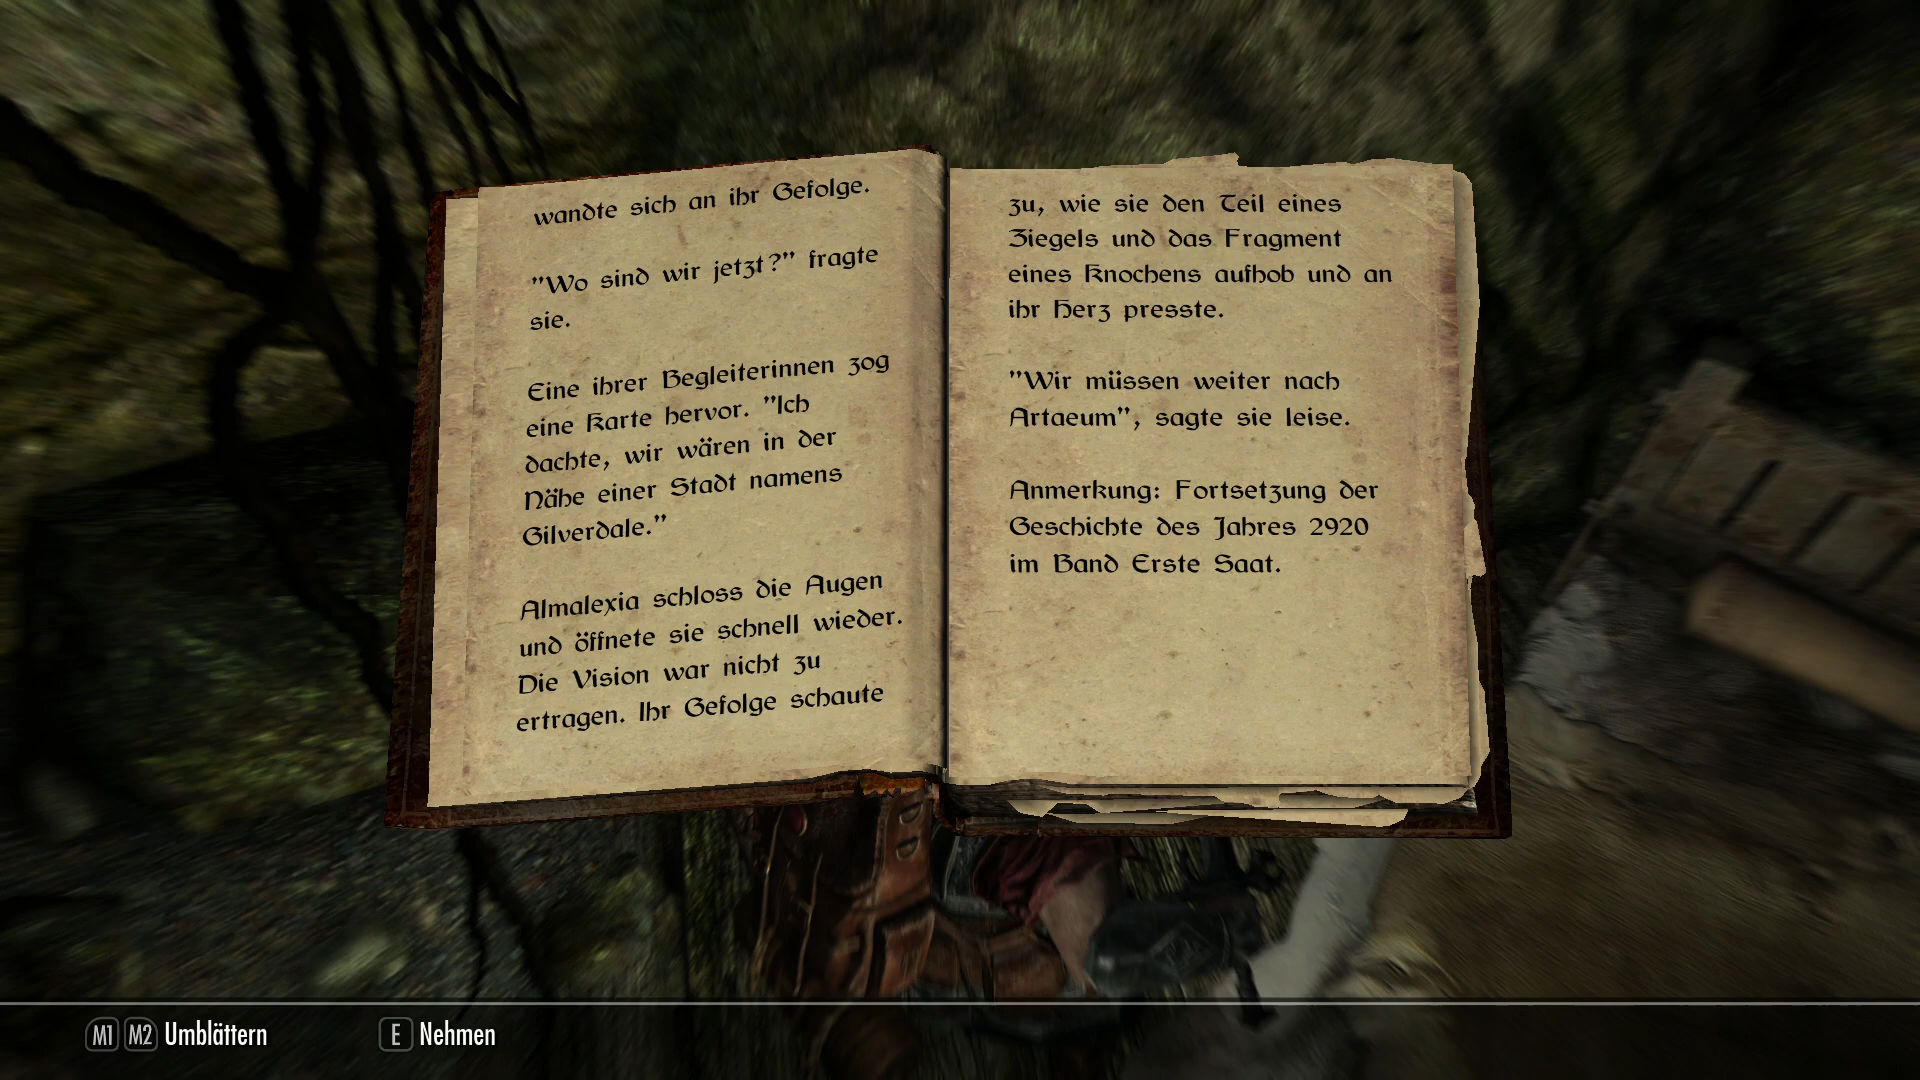 wandte sich an ihr Gefolge.
"Wo sind wir jetzt?" fragte
sie.
Eine ihrer Begleiterinnen zog
eine Karte hervor. "Ich
dachte, wir wären in der
Nähe einer Stadt namens
Gilverdale."
Almalexia schloss die Augen
und öffnete sie schnell wieder.
Die Vision war nicht zu
ertragen. Ihr Gefolge schaute
zu, wie sie den Teil eines
Ziegels und das Fragment
eines Knochens aufhob und an
ihr Herz presste.
"Wir müssen weiter nach
Artaeum", sagte sie leise.
Anmerkung: Fortsetzung der
Geschichte des Jahres 2920
im Band Erste Saat.
M1 M2 Umblättern E Nehmen